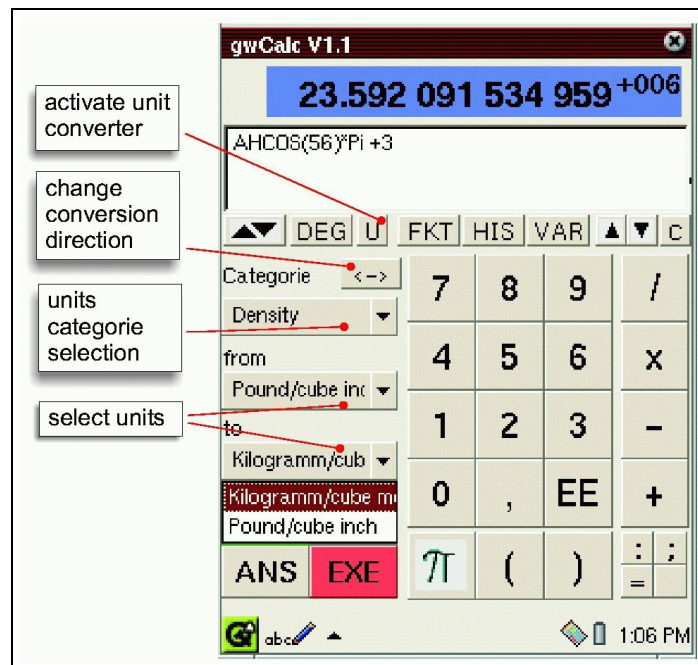 gwCalc V1.1
23.592 091 534 959 +006
AHCOS(56)*Pi +3
DEG U FKT HIS VAR C
activate unit
converter
change
conversion
direction
units
categorie
selection
select units
Categorie <->
Density
from
Pound/cube inc
to
Kilogramm/cub
Kilogramm/cube me
Pound/cube inch
ANS EXE
7 8 9 /
4 5 6 x
1 2 3 -
0 , EE +
π ( ) : ; =
abcd
1:06 PM